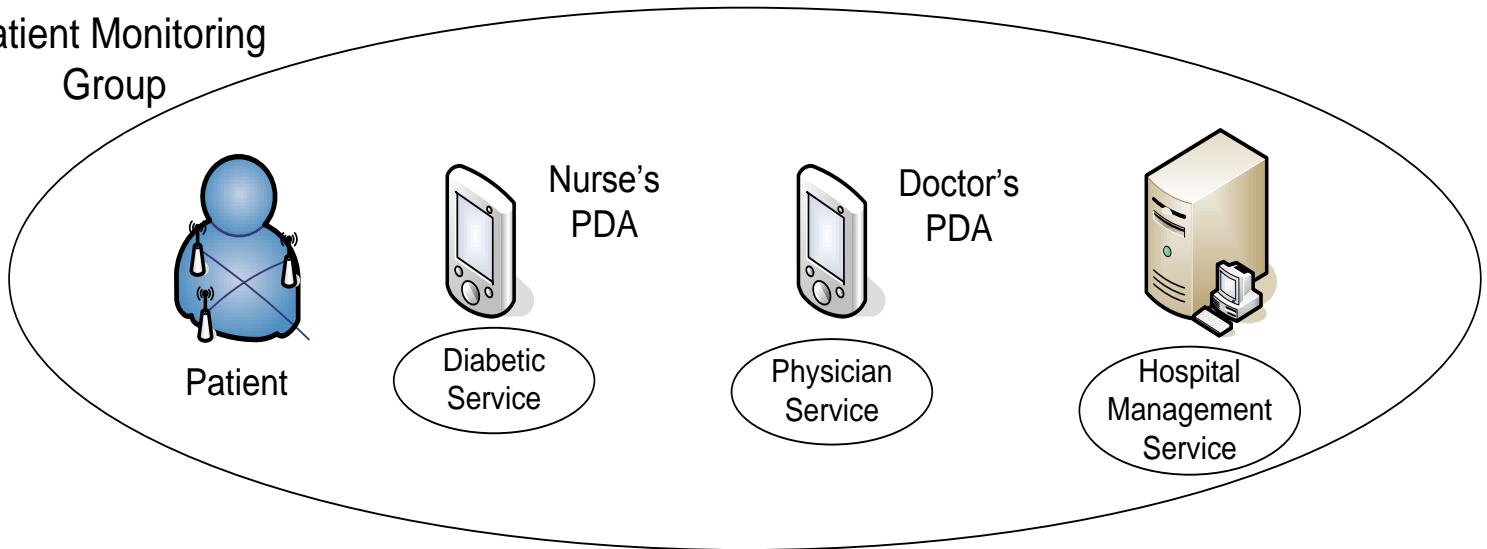 atient Monitoring
Group
Nurse's
PDA
Doctor's
PDA
Patient
Diabetic
Service
Physician
Service
Hospital
Management
Service